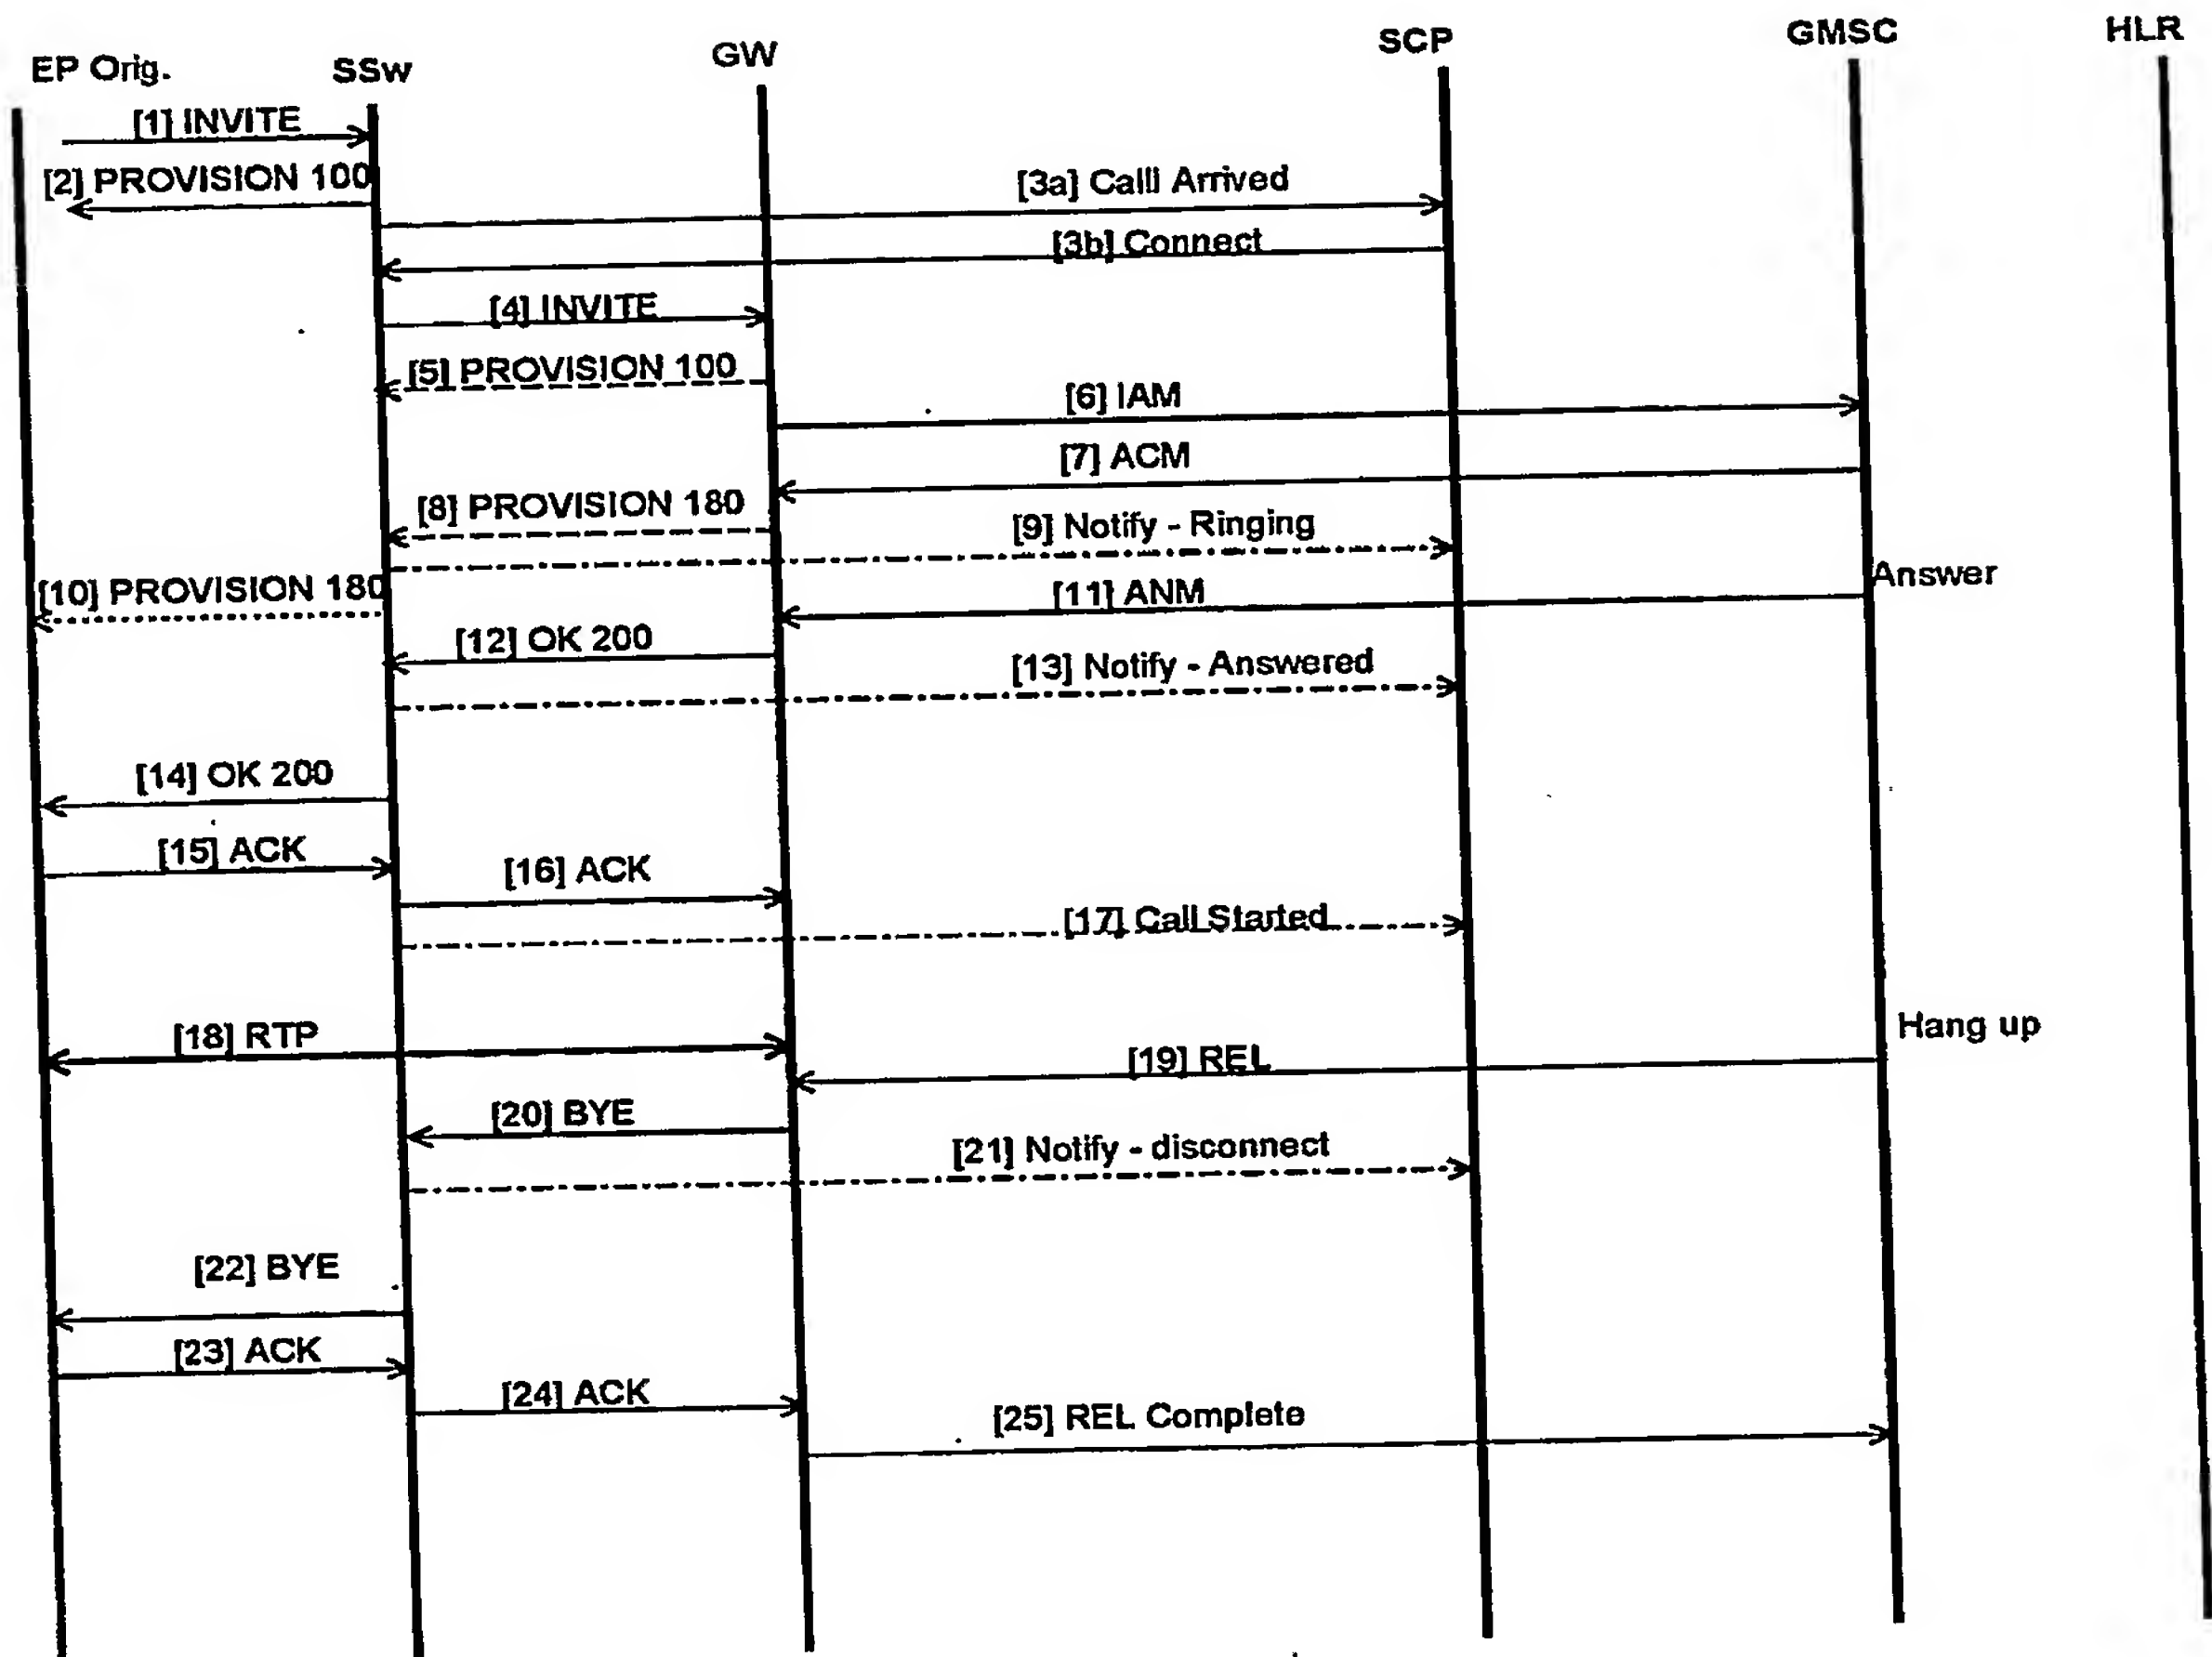 EP Orig.
SSw
GW
SCP
GMSC
HLR
[1] INVITE
[2] PROVISION 100
[3a] Calll Arrived
[3b] Connect
[4] INVITE
[5] PROVISION 100
[6] IAM
[7] ACM
[8] PROVISION 180
[9] Notify - Ringing
[10] PROVISION 180
[11] ANM
Answer
[12] OK 200
[13] Notify - Answered
[14] OK 200
[15] ACK
[16] ACK
[17] Call Started
[18] RTP
Hang up
[19] REL
[20] BYE
[21] Notify - disconnect
[22] BYE
[23] ACK
[24] ACK
[25] REL Complete